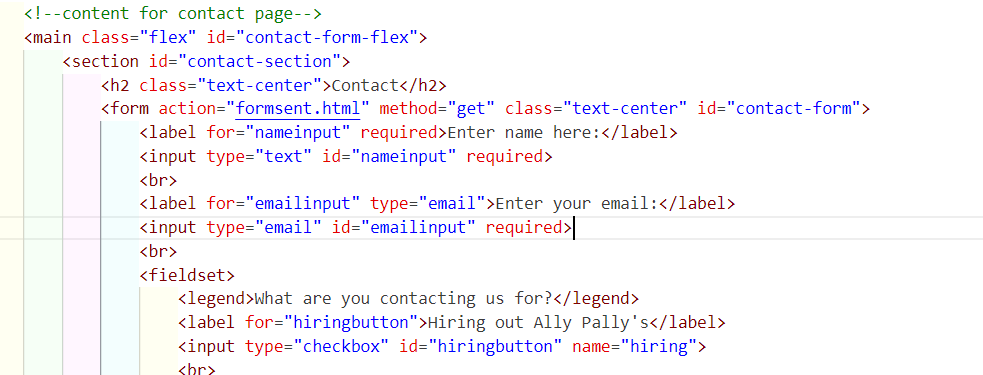 <!--content for contact page-->
<main class="flex" id="contact-form-flex">
<section id="contact-section">
<h2 class="text-center">Contact</h2>
<form action="formsent.html" method="get" class="text-center" id="contact-form">
<label for="nameinput" required>Enter name here:</label>
<input type="text" id="nameinput" required>
<br>
<label for="emailinput" type="email">Enter your email:</label>
<input type="email" id="emailinput" required>
<br>
<fieldset>
<legend>What are you contacting us for?</legend>
<label for="hiringbutton">Hiring out Ally Pally's</label>
<input type="checkbox" id="hiringbutton" name="hiring">
<br>